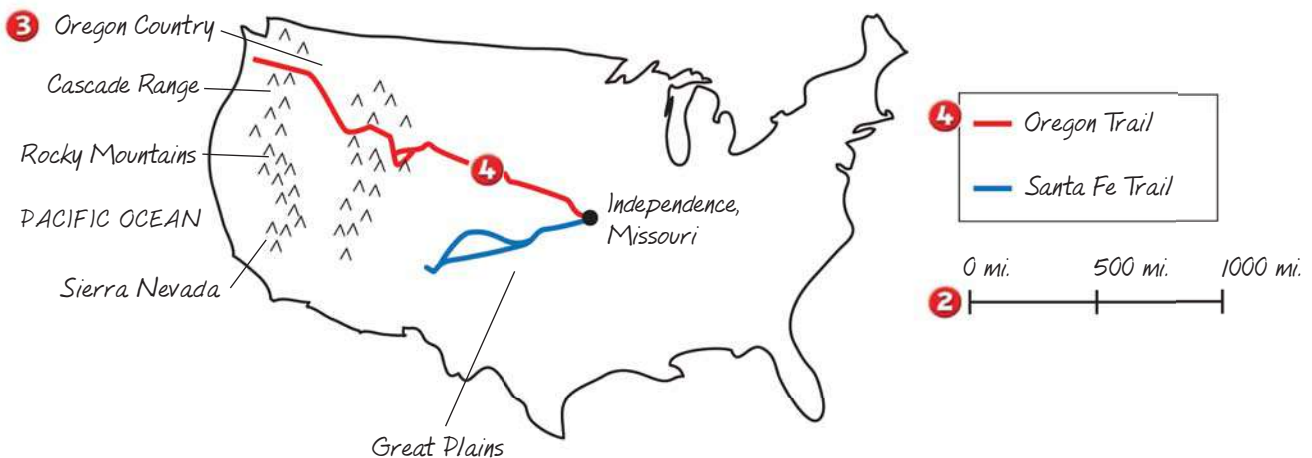 3 Oregon Country
Cascade Range
Rocky Mountains
PACIFIC OCEAN
Sierra Nevada
4
Independence,
Missouri
Great Plains
4 Oregon Trail
Santa Fe Trail
0 mi. 500 mi. 1000 mi.
2